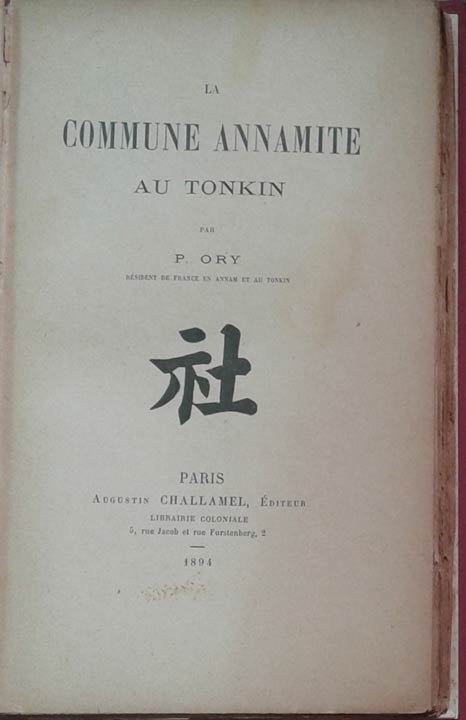 LA
COMMUNE ANNAMITE
AU TONKIN
PAR
P. ORY
RÉSIDENT DE FRANCE EN ANNAM ET AU TONKIN
社
PARIS
AUGUSTIN CHALLAMEL, ÉDITEUR
LIBRAIRIE COLONIALE
5, rue Jacob et rue Furstenberg, 2
1894